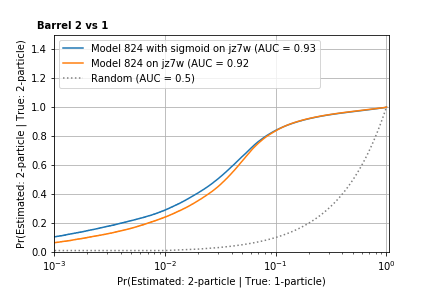 Barrel 2 vs 1
Model 824 with sigmoid on jz7w (AUC = 0.93
Model 824 on jz7w (AUC = 0.92
Random (AUC = 0.5)
Pr(Estimated: 2-particle | True: 2-particle)
1.4
1.2
1.0
0.8
0.6
0.4
0.2
0.0
10⁻³ 10⁻² 10⁻¹ 10⁰
Pr(Estimated: 2-particle | True: 1-particle)